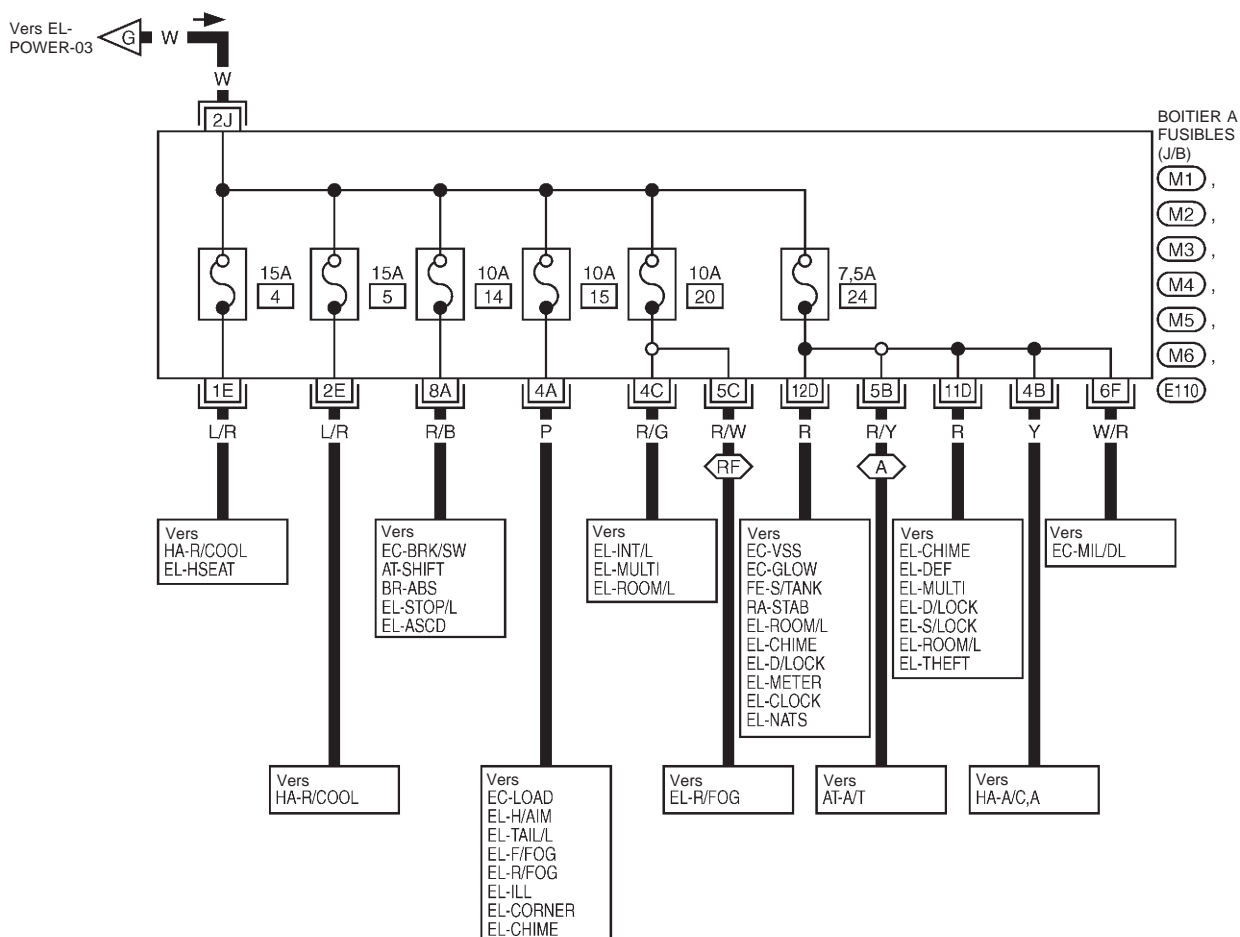 Vers EL-
POWER-03
G
W
W
2J
BOITIER A
FUSIBLES
(J/B)
M1 ,
M2 ,
M3 ,
M4 ,
M5 ,
M6 ,
E110
15A
4
15A
5
10A
14
10A
15
10A
20
7,5A
24
1E
2E
8A
4A
4C
5C
12D
5B
11D
4B
6F
L/R
L/R
R/B
P
R/G
R/W
R
R/Y
R
Y
W/R
RF
A
Vers
HA-R/COOL
EL-HSEAT
Vers
EC-BRK/SW
AT-SHIFT
BR-ABS
EL-STOP/L
EL-ASCD
Vers
EL-INT/L
EL-MULTI
EL-ROOM/L
Vers
EC-VSS
EC-GLOW
FE-S/TANK
RA-STAB
EL-ROOM/L
EL-CHIME
EL-D/LOCK
EL-METER
EL-CLOCK
EL-NATS
Vers
EL-CHIME
EL-DEF
EL-MULTI
EL-D/LOCK
EL-S/LOCK
EL-ROOM/L
EL-THEFT
Vers
EC-MIL/DL
Vers
HA-R/COOL
Vers
EC-LOAD
EL-H/AIM
EL-TAIL/L
EL-F/FOG
EL-R/FOG
EL-ILL
EL-CORNER
EL-CHIME
Vers
EL-R/FOG
Vers
AT-A/T
Vers
HA-A/C,A